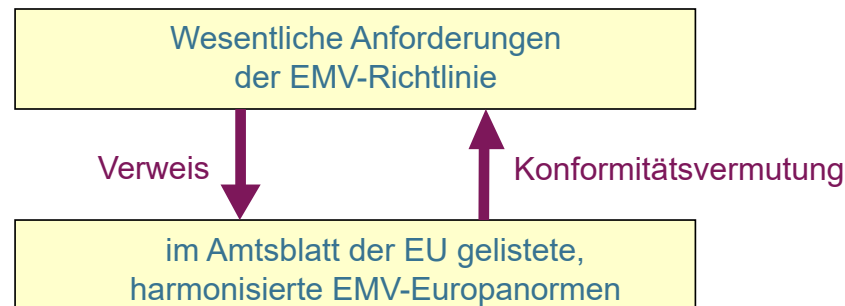 Wesentliche Anforderungen
der EMV-Richtlinie
Verweis
Konformitätsvermutung
im Amtsblatt der EU gelistete,
harmonisierte EMV-Europanormen